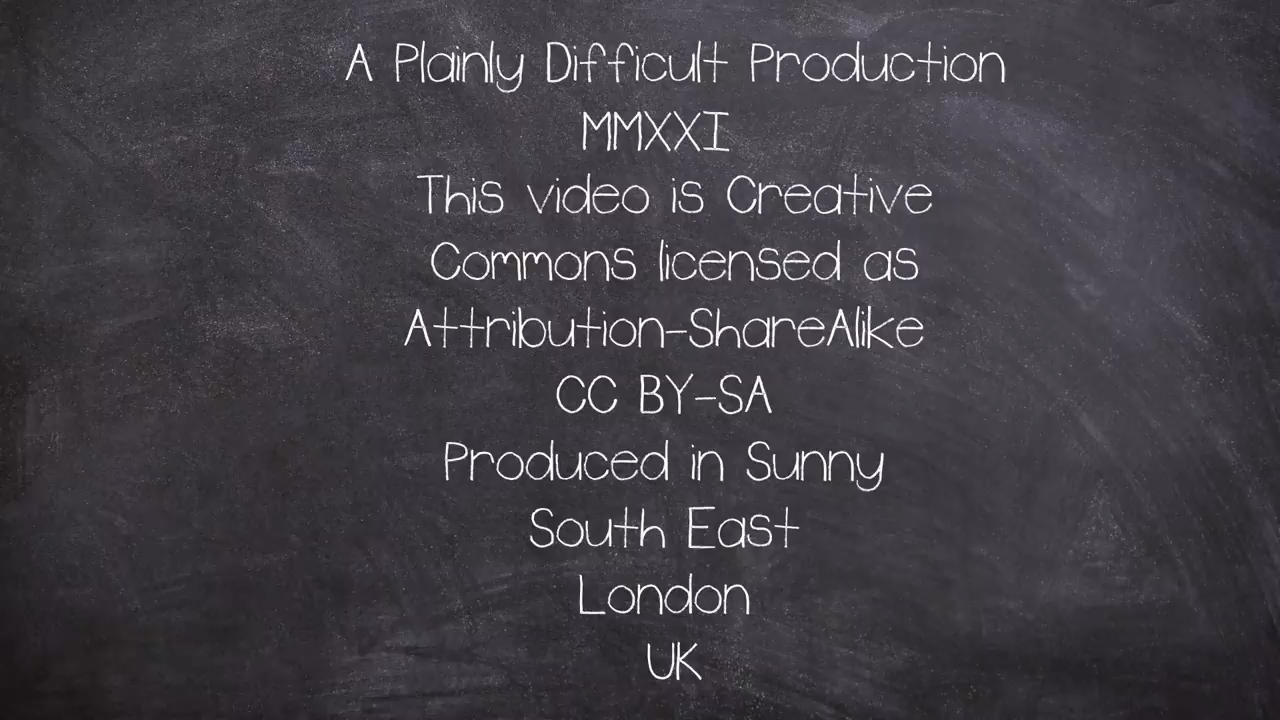 A Plainly Difficult Production
MMXXI
This video is Creative
Commons licensed as
Attribution-ShareAlike
CC BY-SA
Produced in Sunny
South East
London
UK